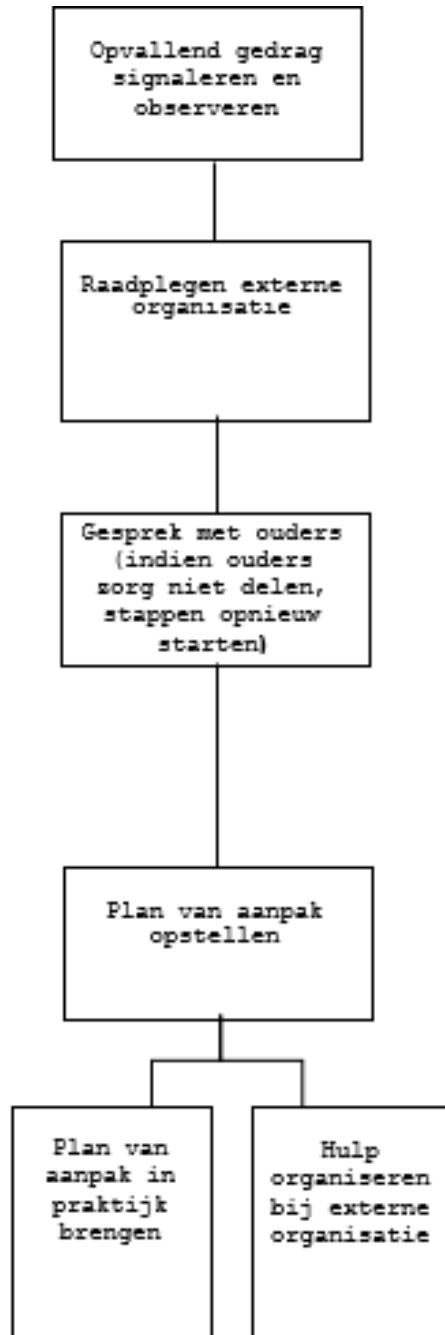 Opvallend gedrag
signaleren en
observeren
Raadplegen externe
organisatie
Gesprek met ouders
(indien ouders
zorg niet delen,
stappen opnieuw
starten)
Plan van aanpak
opstellen
Plan van
aanpak in
praktijk
brengen
Hulp
organiseren
bij externe
organisatie